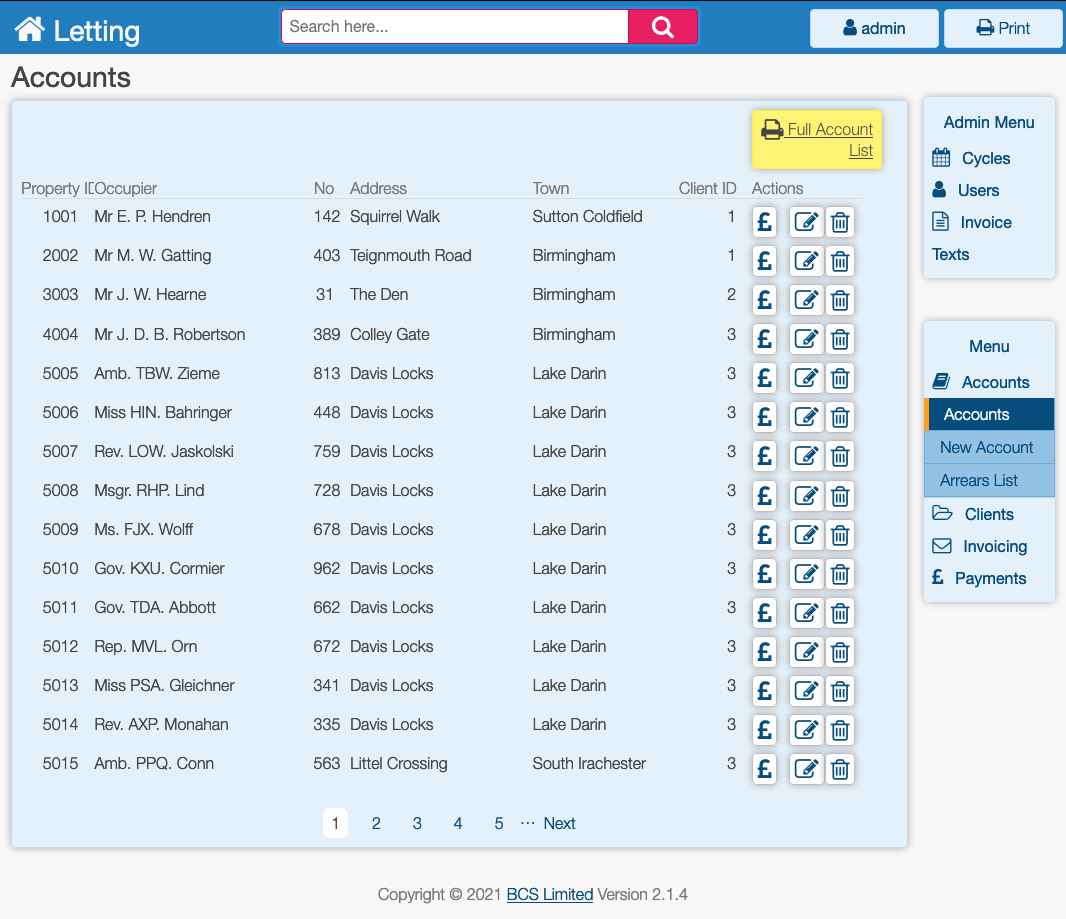 Letting
Search here...
admin
Print
Accounts
Full Account
List
Property ID Occupier No Address Town Client ID Actions
1001 Mr E. P. Hendren 142 Squirrel Walk Sutton Coldfield 1 £
2002 Mr M. W. Gatting 403 Teignmouth Road Birmingham 1 £
3003 Mr J. W. Hearne 31 The Den Birmingham 2 £
4004 Mr J. D. B. Robertson 389 Colley Gate Birmingham 3 £
5005 Amb. TBW. Zieme 813 Davis Locks Lake Darin 3 £
5006 Miss HIN. Bahringer 448 Davis Locks Lake Darin 3 £
5007 Rev. LOW. Jaskolski 759 Davis Locks Lake Darin 3 £
5008 Msgr. RHP. Lind 728 Davis Locks Lake Darin 3 £
5009 Ms. FJX. Wolff 678 Davis Locks Lake Darin 3 £
5010 Gov. KXU. Cormier 962 Davis Locks Lake Darin 3 £
5011 Gov. TDA. Abbott 662 Davis Locks Lake Darin 3 £
5012 Rep. MVL. Orn 672 Davis Locks Lake Darin 3 £
5013 Miss PSA. Gleichner 341 Davis Locks Lake Darin 3 £
5014 Rev. AXP. Monahan 335 Davis Locks Lake Darin 3 £
5015 Amb. PPQ. Conn 563 Littel Crossing South Irachester 3 £
1 2 3 4 5 ... Next
Admin Menu
Cycles
Users
Invoice
Texts
Menu
Accounts
Accounts
New Account
Arrears List
Clients
Invoicing
£ Payments
Copyright © 2021 BCS Limited Version 2.1.4